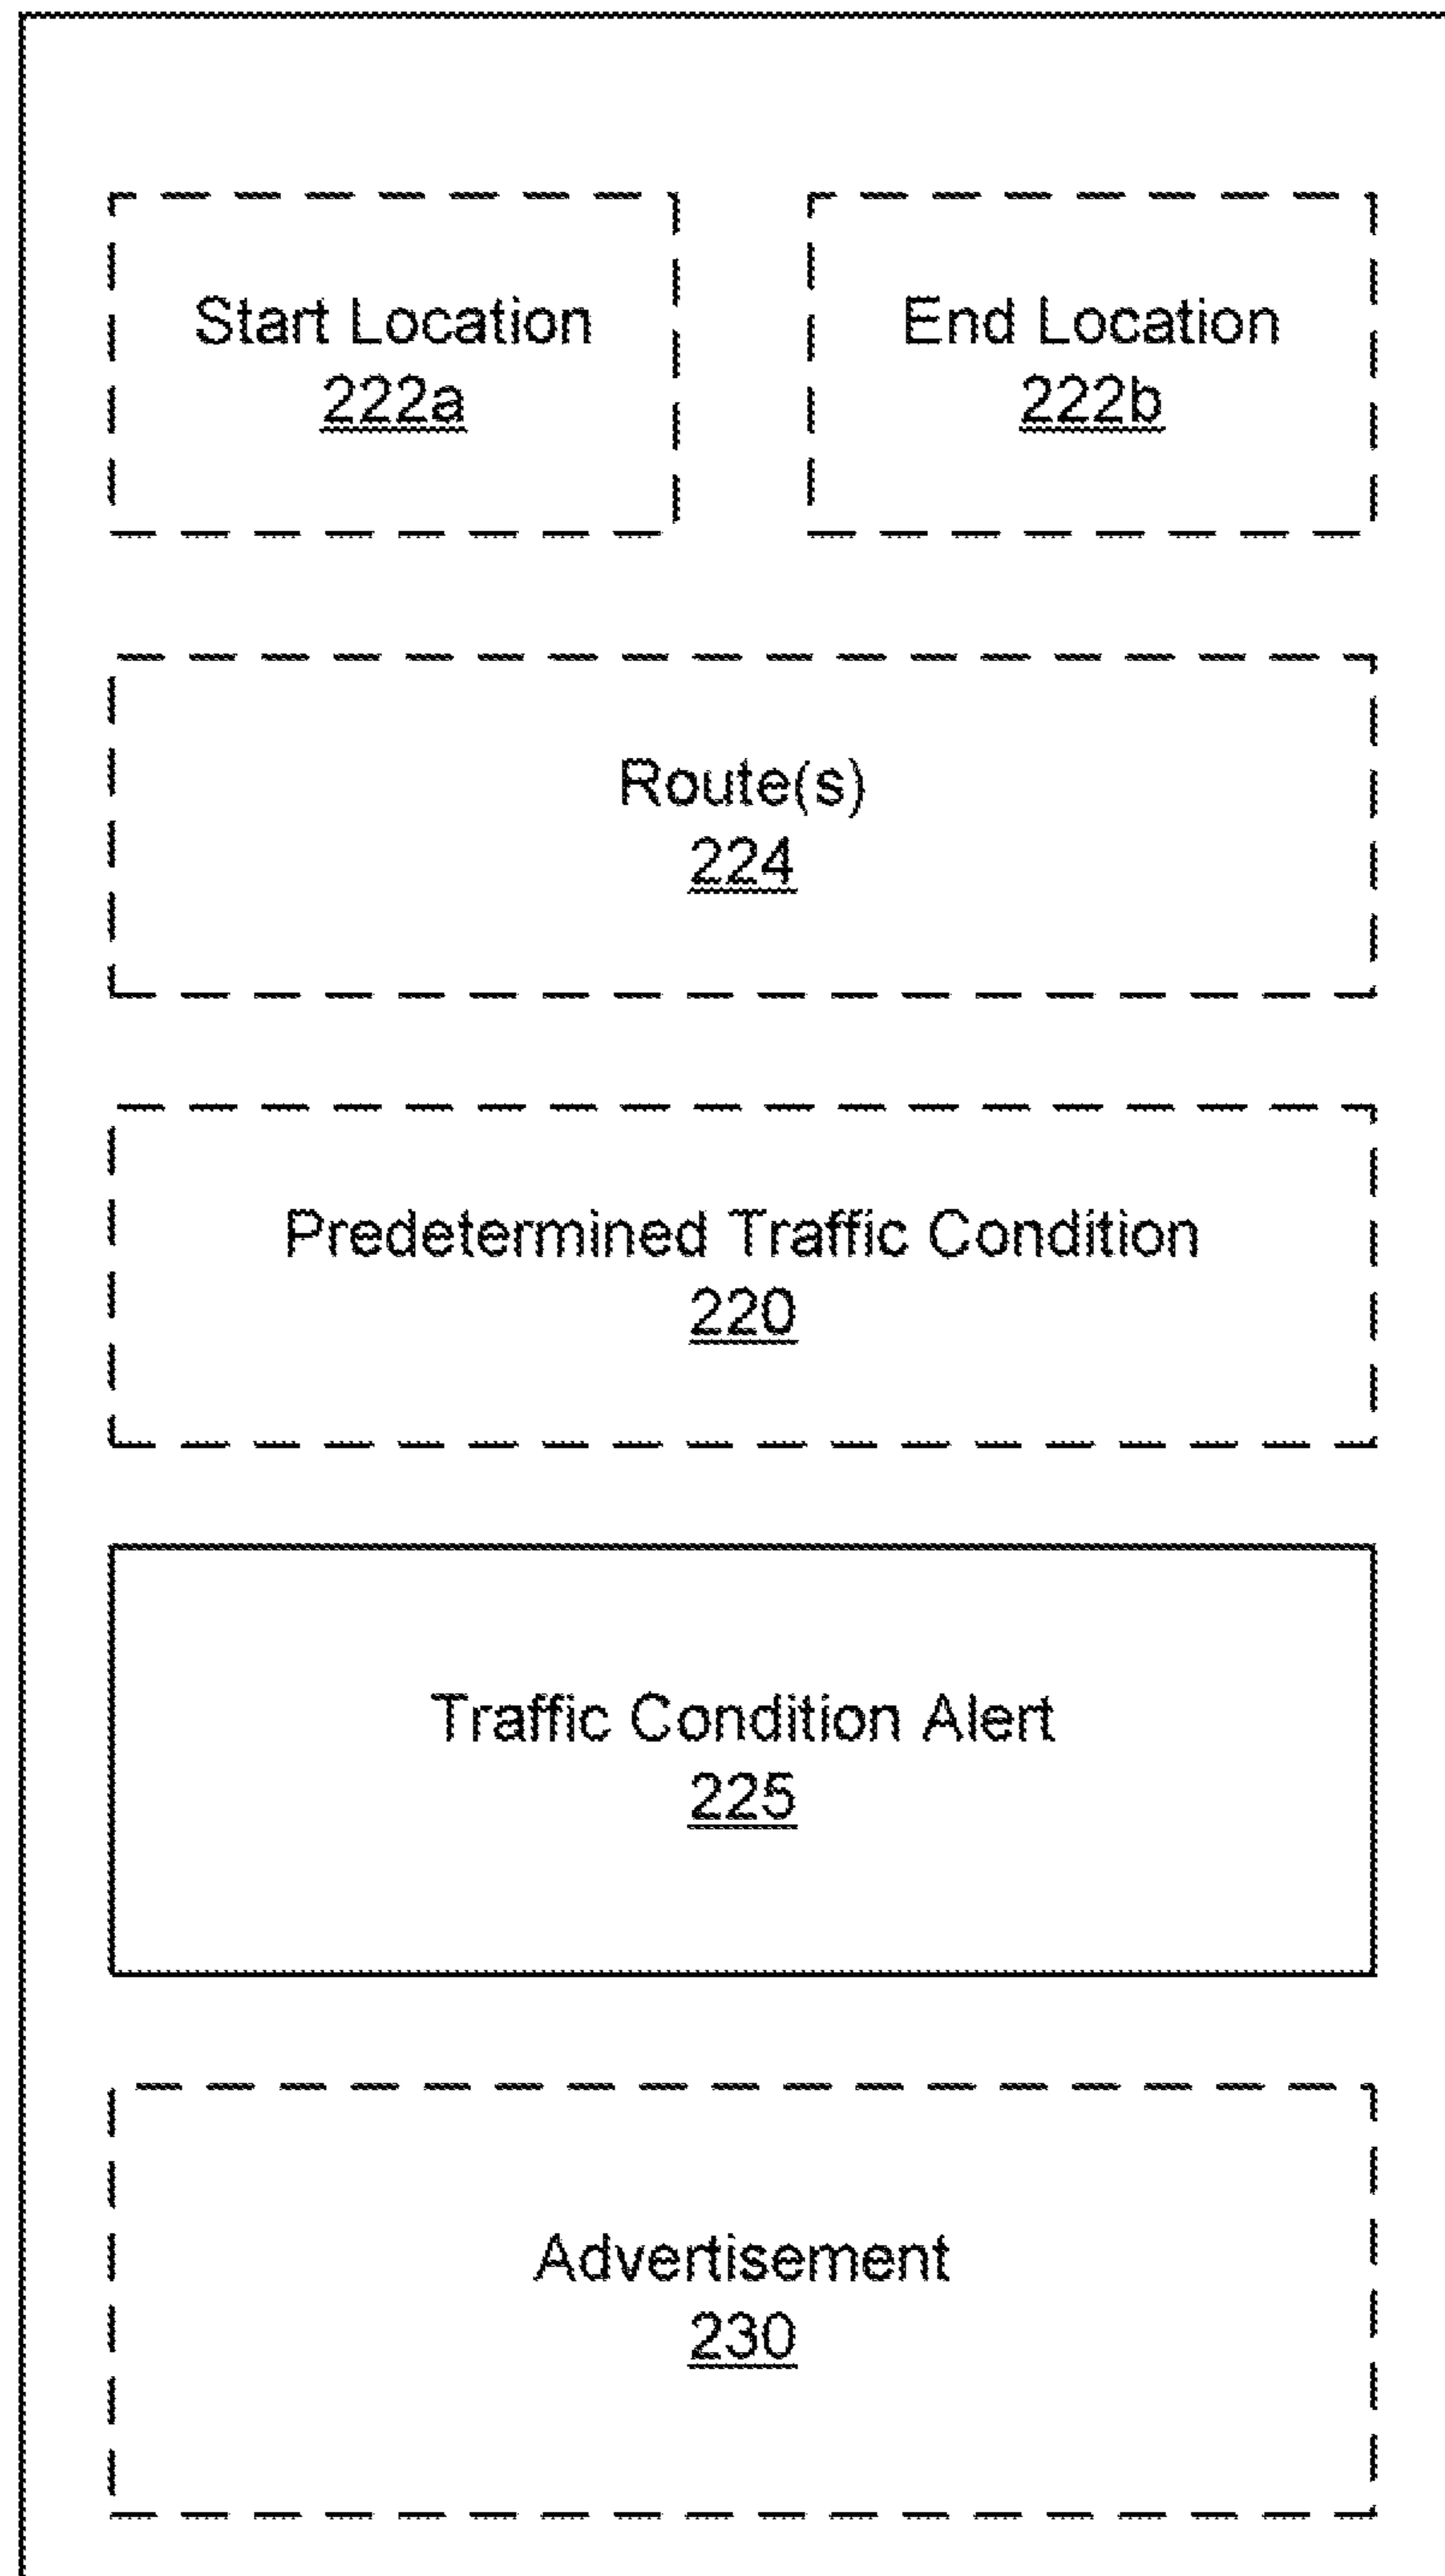 Start Location
222a
End Location
222b
Route(s)
224
Predetermined Traffic Condition
220
Traffic Condition Alert
225
Advertisement
230